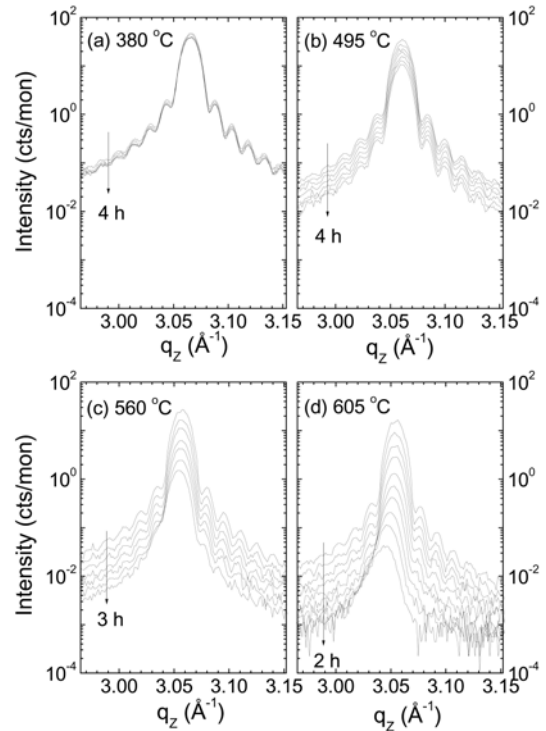 10²
(a) 380 °C
(b) 495 °C
10²
Intensity (cts/mon)
10⁰
10⁰
10⁻²
10⁻²
4 h
4 h
10⁻⁴
10⁻⁴
3.00 3.05 3.10 3.15
3.00 3.05 3.10 3.15
q_z (Å⁻¹)
q_z (Å⁻¹)
10²
(c) 560 °C
(d) 605 °C
10²
Intensity (cts/mon)
10⁰
10⁰
10⁻²
10⁻²
3 h
2 h
10⁻⁴
10⁻⁴
3.00 3.05 3.10 3.15
3.00 3.05 3.10 3.15
q_z (Å⁻¹)
q_z (Å⁻¹)